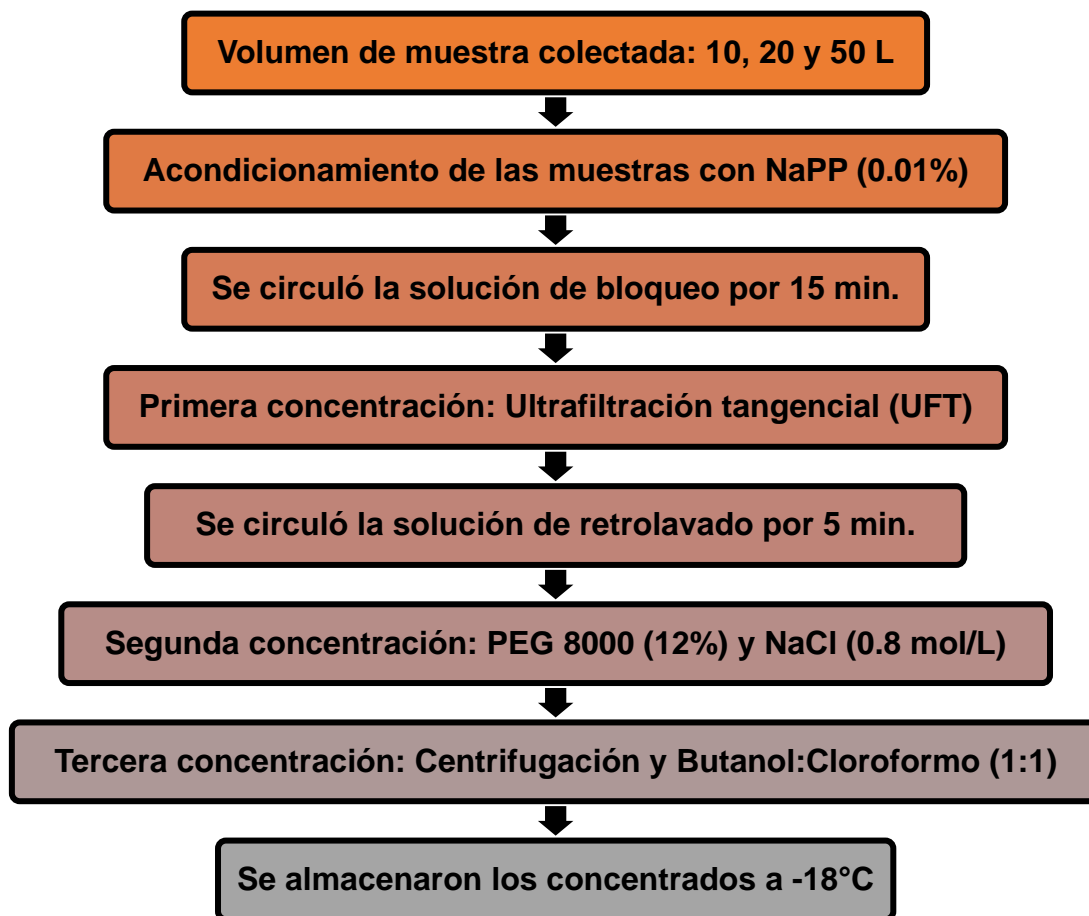 Volumen de muestra colectada: 10, 20 y 50 L
Acondicionamiento de las muestras con NaPP (0.01%)
Se circuló la solución de bloqueo por 15 min.
Primera concentración: Ultrafiltración tangencial (UFT)
Se circuló la solución de retrolavado por 5 min.
Segunda concentración: PEG 8000 (12%) y NaCl (0.8 mol/L)
Tercera concentración: Centrifugación y Butanol:Cloroformo (1:1)
Se almacenaron los concentrados a -18°C